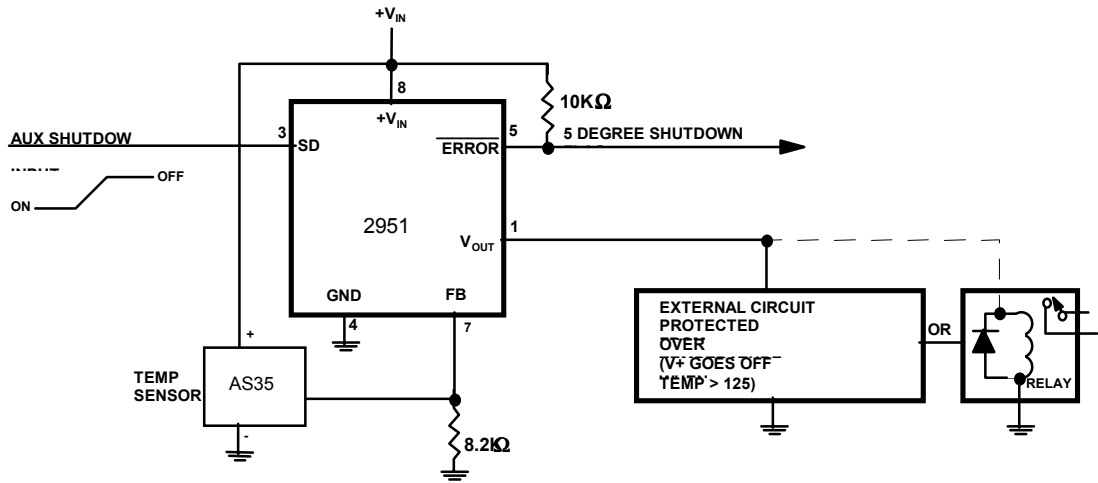 +VIN
8
+VIN
10KΩ
AUX SHUTDOW
3
SD
ERROR
5
5 DEGREE SHUTDOWN
ON
OFF
2951
VOUT
1
GND
FB
4
7
+
TEMP
SENSOR
AS35
-
8.2KΩ
EXTERNAL CIRCUIT
PROTECTED
OVER
(V+ GOES OFF
TEMP > 125)
OR
RELAY